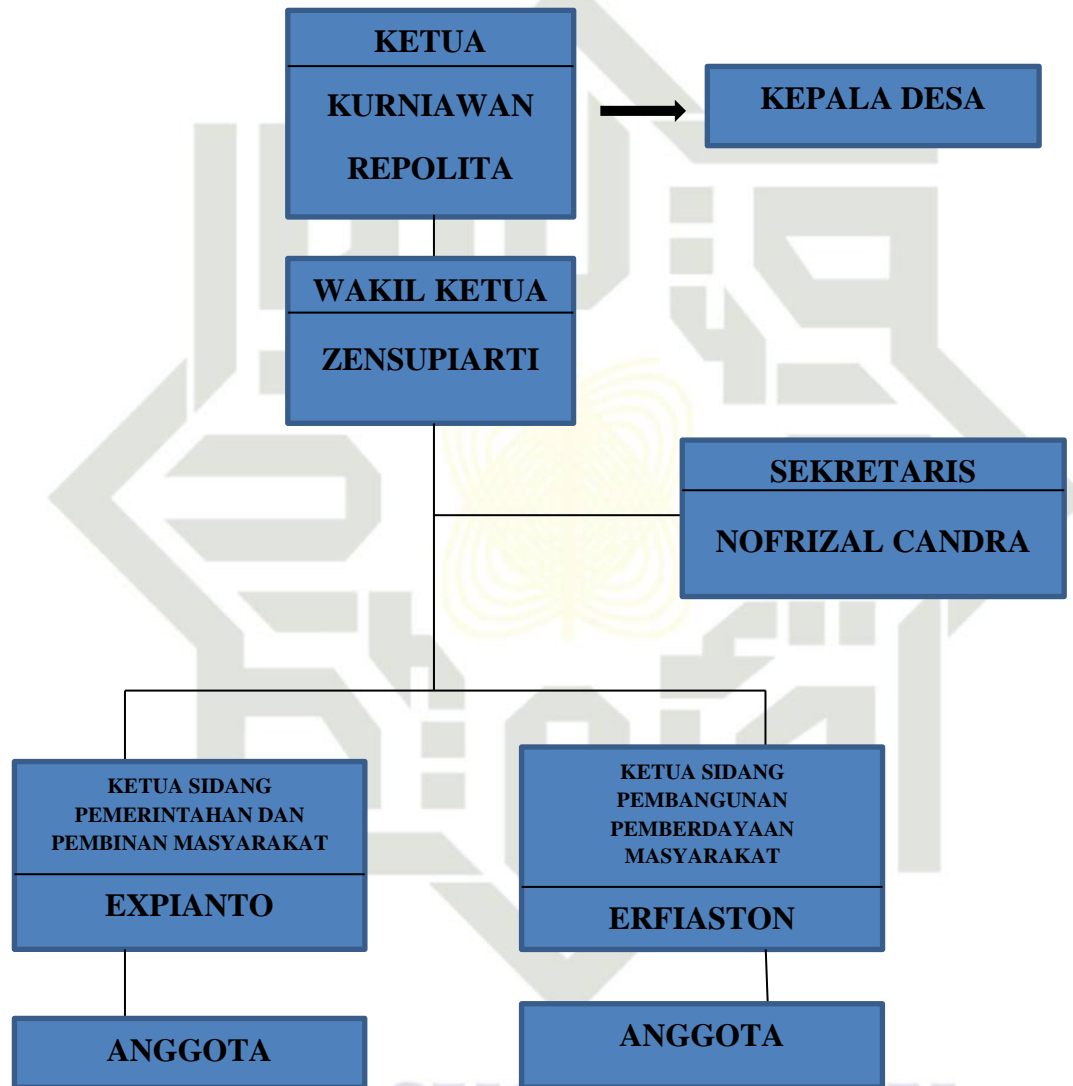 KETUA
KURNIAWAN
REPOLITA
KEPALA DESA
WAKIL KETUA
ZENSUPIARTI
SEKRETARIS
NOFRIZAL CANDRA
KETUA SIDANG
PEMERINTAHAN DAN
PEMBINAN MASYARAKAT
EXPIANTO
KETUA SIDANG
PEMBANGUNAN
PEMBERDAYAAN
MASYARAKAT
ERFIASTON
ANGGOTA
ANGGOTA